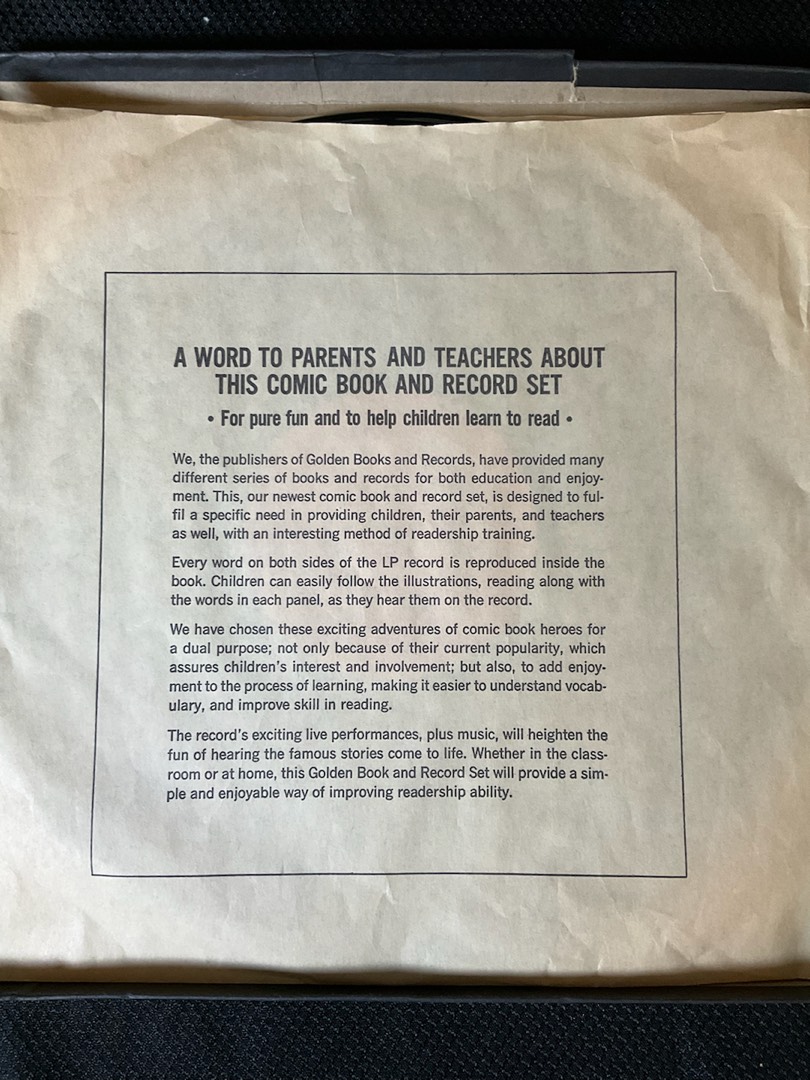 A WORD TO PARENTS AND TEACHERS ABOUT
THIS COMIC BOOK AND RECORD SET
• For pure fun and to help children learn to read •
We, the publishers of Golden Books and Records, have provided many
different series of books and records for both education and enjoy-
ment. This, our newest comic book and record set, is designed to ful-
fil a specific need in providing children, their parents, and teachers
as well, with an interesting method of readership training.
Every word on both sides of the LP record is reproduced inside the
book. Children can easily follow the illustrations, reading along with
the words in each panel, as they hear them on the record.
We have chosen these exciting adventures of comic book heroes for
a dual purpose; not only because of their current popularity, which
assures children's interest and involvement; but also, to add enjoy-
ment to the process of learning, making it easier to understand vocab-
ulary, and improve skill in reading.
The record's exciting live performances, plus music, will heighten the
fun of hearing the famous stories come to life. Whether in the class-
room or at home, this Golden Book and Record Set will provide a sim-
ple and enjoyable way of improving readership ability.